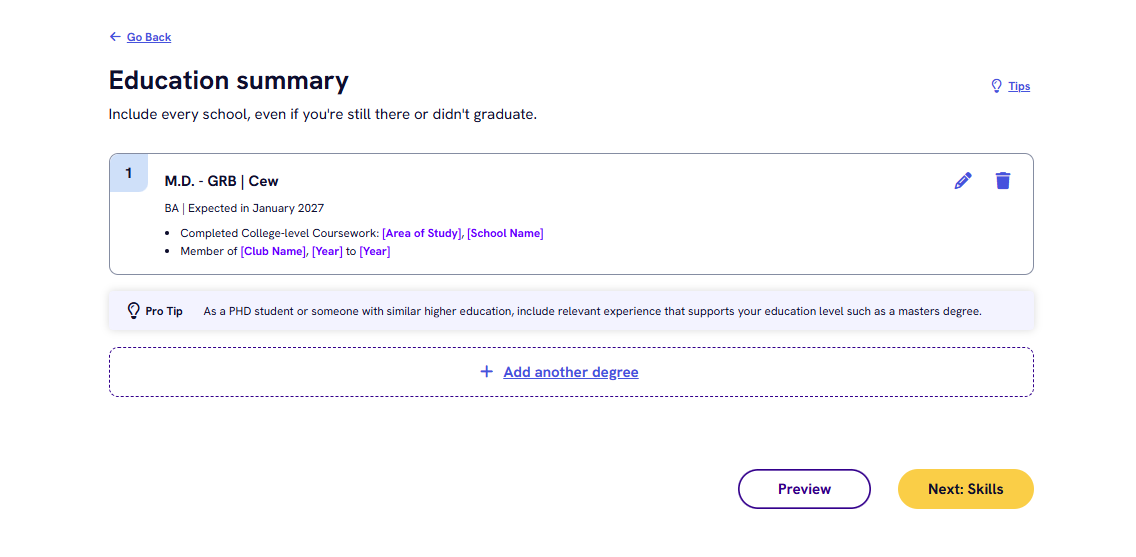 Go Back
Education summary
Tips
Include every school, even if you're still there or didn't graduate.
1
M.D. - GRB | Cew
BA | Expected in January 2027
• Completed College-level Coursework: [Area of Study], [School Name]
• Member of [Club Name], [Year] to [Year]
Pro Tip As a PHD student or someone with similar higher education, include relevant experience that supports your education level such as a masters degree.
+ Add another degree
Preview
Next: Skills